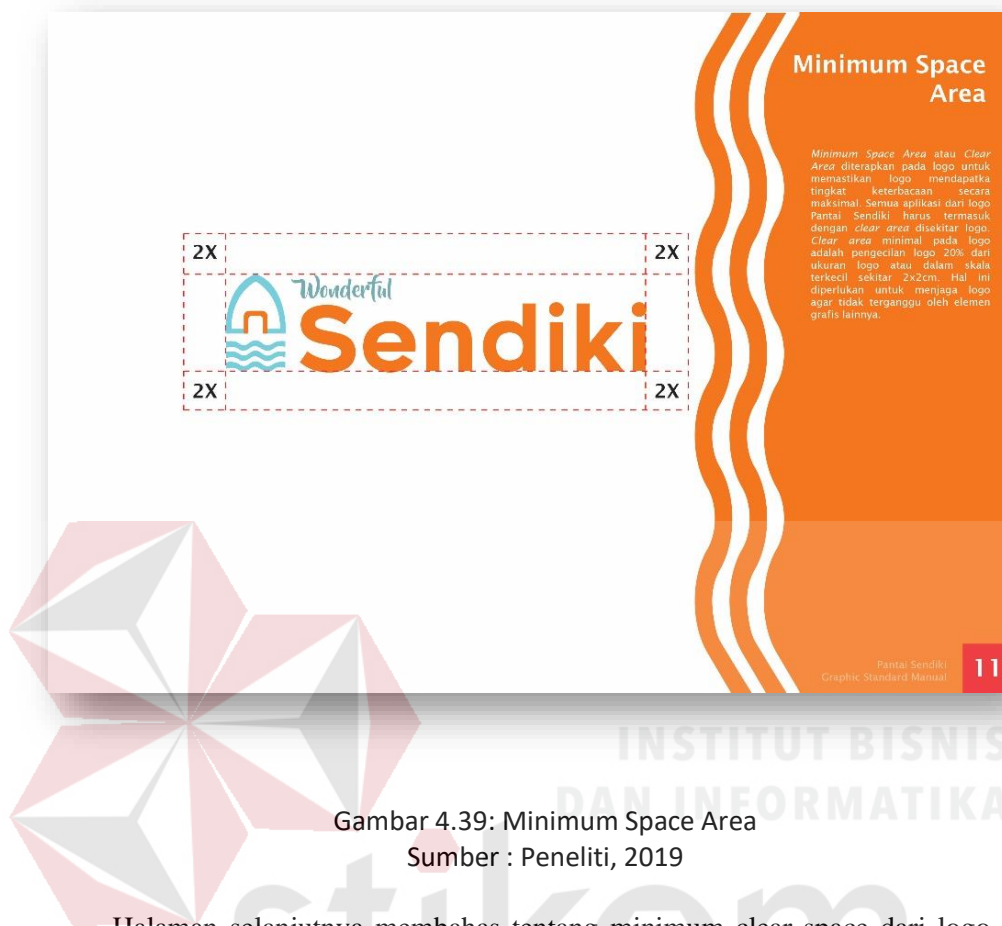 Minimum Space
Area
Minimum Space Area atau Clear
Area diterapkan pada logo untuk
memastikan logo mendapatka
tingkat keterbacaan secara
maksimal. Semua aplikasi dari logo
Pantai Sendiki harus termasuk
dengan clear area disekitar logo.
Clear area minimal pada logo
adalah pengecilan logo 20% dari
ukuran logo atau dalam skala
terkecil sekitar 2x2cm. Hal ini
diperlukan untuk menjaga logo
agar tidak terganggu oleh elemen
grafis lainnya.
2X 2X
Wonderful
Sendiki
2X 2X
Pantai Sendiki
Graphic Standard Manual 11
INSTITUT BISNIS
DAN INFORMATIKA
Gambar 4.39: Minimum Space Area
Sumber : Peneliti, 2019
stikom
Halaman selanjutnya membahas tentang minimum clear space dari logo